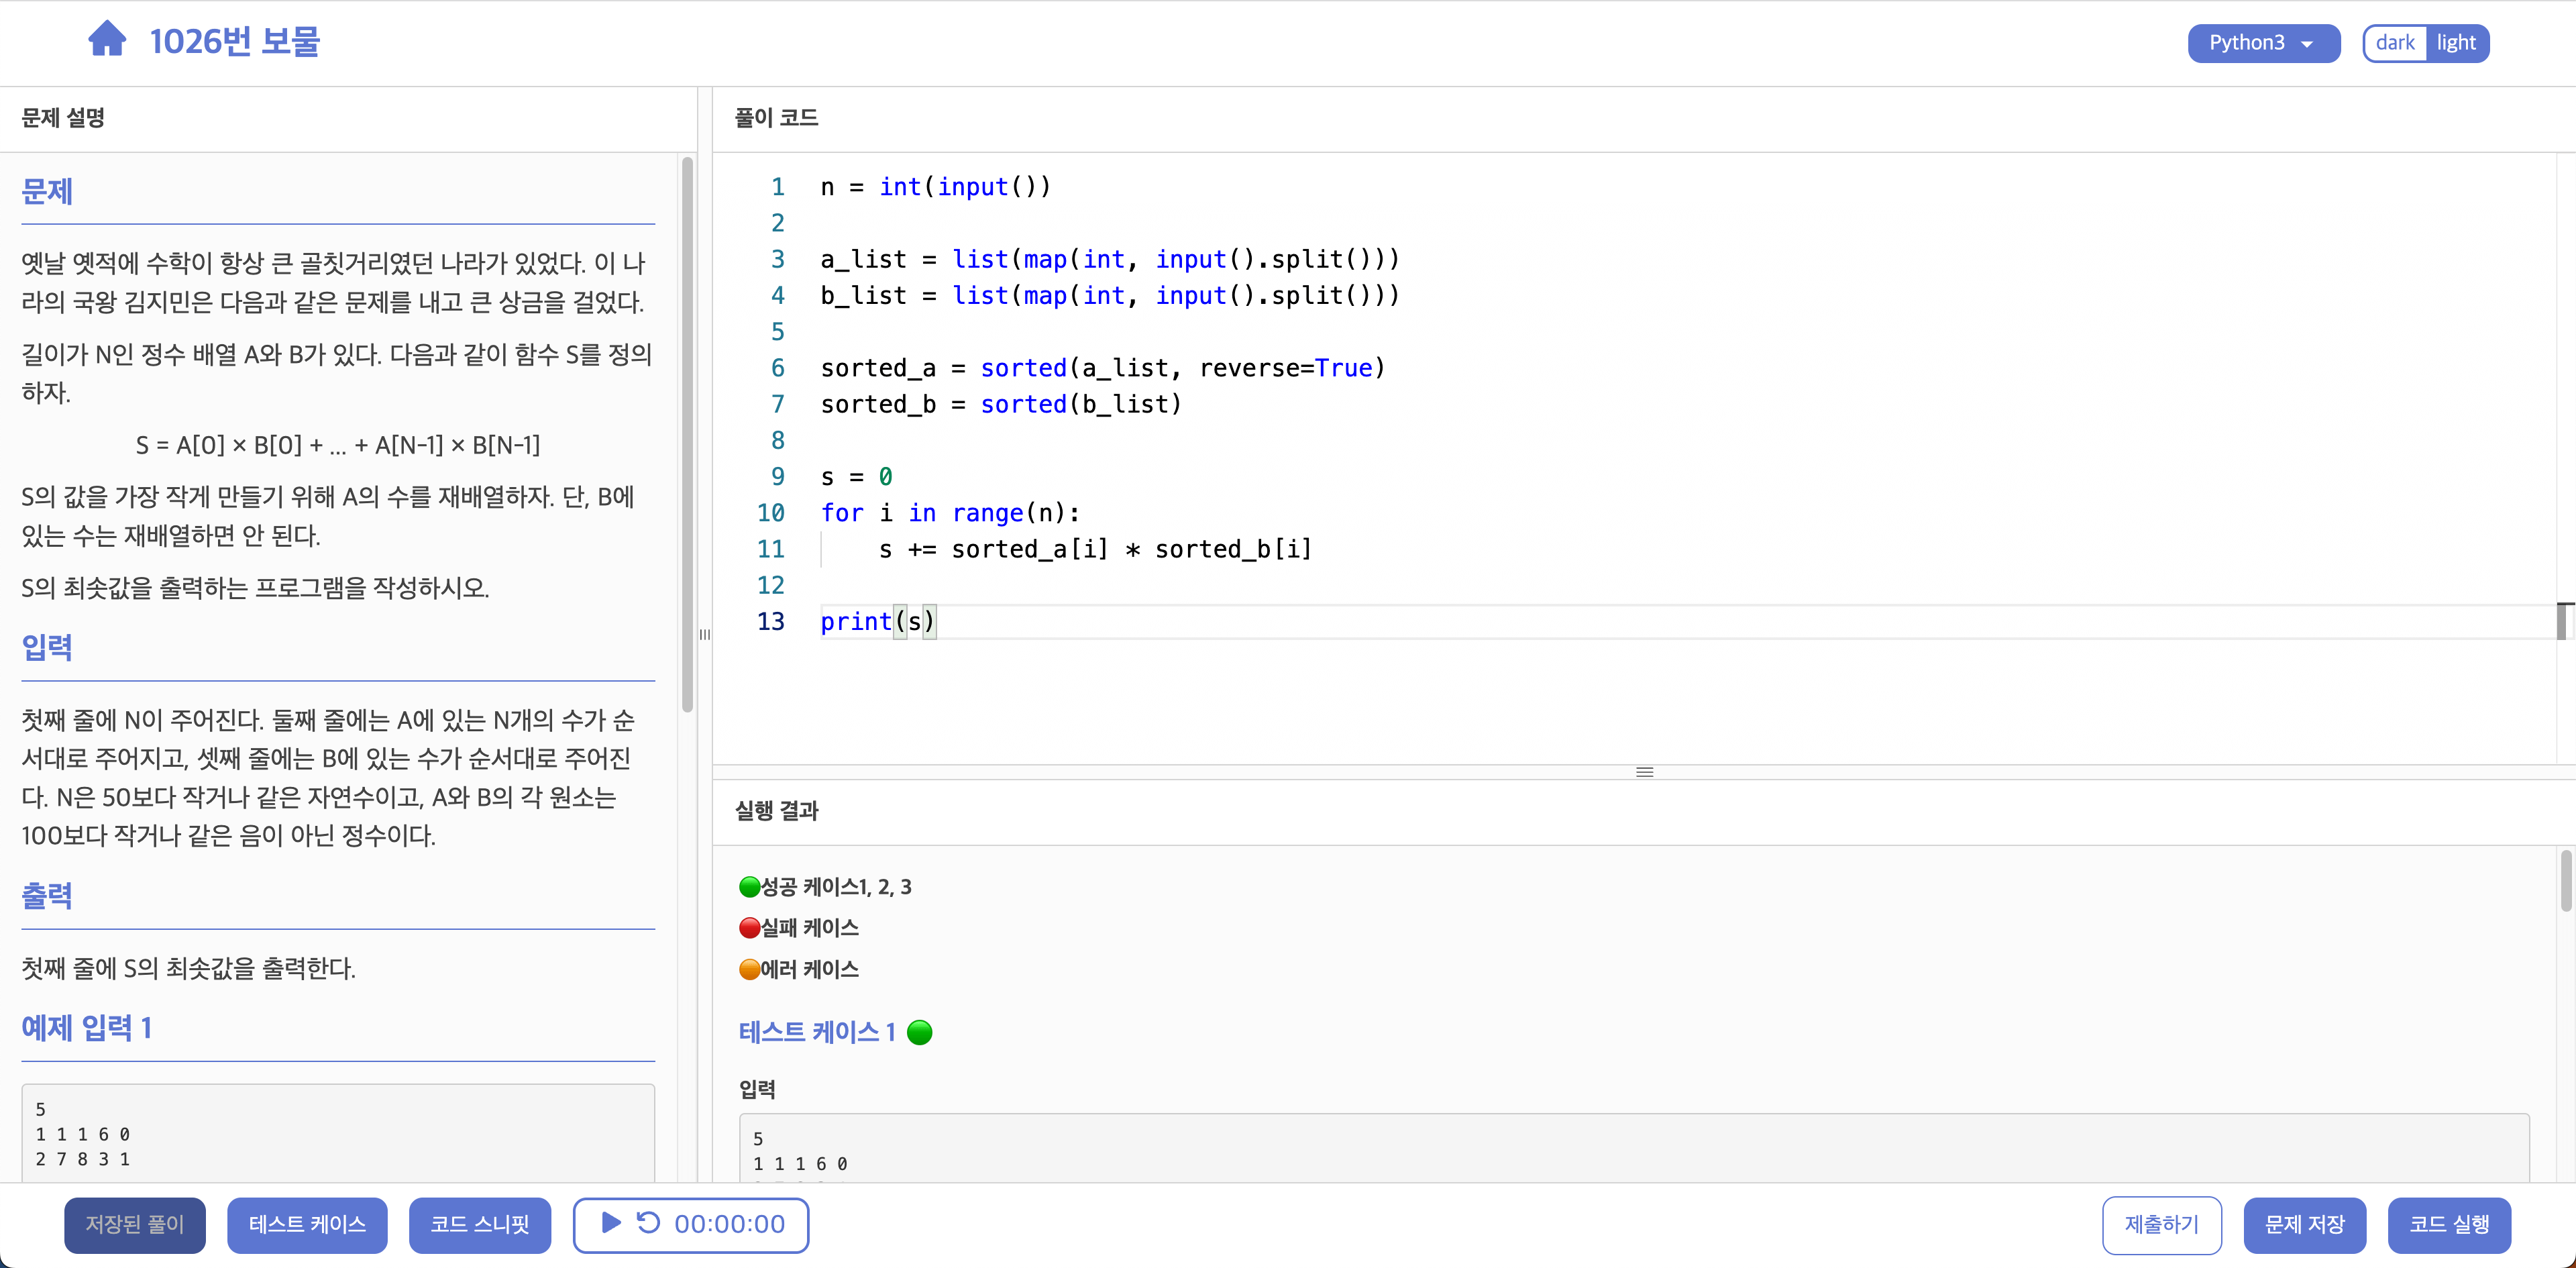 1026번 보물
Python3
dark light
문제 설명
문제
옛날 옛적에 수학이 항상 큰 골칫거리였던 나라가 있었다. 이 나
라의 국왕 김지민은 다음과 같은 문제를 내고 큰 상금을 걸었다.
길이가 N인 정수 배열 A와 B가 있다. 다음과 같이 함수 S를 정의
하자.
S = A[0] × B[0] + ... + A[N-1] × B[N-1]
S의 값을 가장 작게 만들기 위해 A의 수를 재배열하자. 단, B에
있는 수는 재배열하면 안 된다.
S의 최솟값을 출력하는 프로그램을 작성하시오.
입력
첫째 줄에 N이 주어진다. 둘째 줄에는 A에 있는 N개의 수가 순
서대로 주어지고, 셋째 줄에는 B에 있는 수가 순서대로 주어진
다. N은 50보다 작거나 같은 자연수이고, A와 B의 각 원소는
100보다 작거나 같은 음이 아닌 정수이다.
출력
첫째 줄에 S의 최솟값을 출력한다.
예제 입력 1
5
1 1 1 6 0
2 7 8 3 1
풀이 코드
1 n = int(input())
2
3 a_list = list(map(int, input().split()))
4 b_list = list(map(int, input().split()))
5
6 sorted_a = sorted(a_list, reverse=True)
7 sorted_b = sorted(b_list)
8
9 s = 0
10 for i in range(n):
11     s += sorted_a[i] * sorted_b[i]
12
13 print(s)
실행 결과
성공 케이스1, 2, 3
실패 케이스
에러 케이스
테스트 케이스 1
입력
5
1 1 1 6 0
저장된 풀이
테스트 케이스
코드 스니핏
00:00:00
제출하기
문제 저장
코드 실행